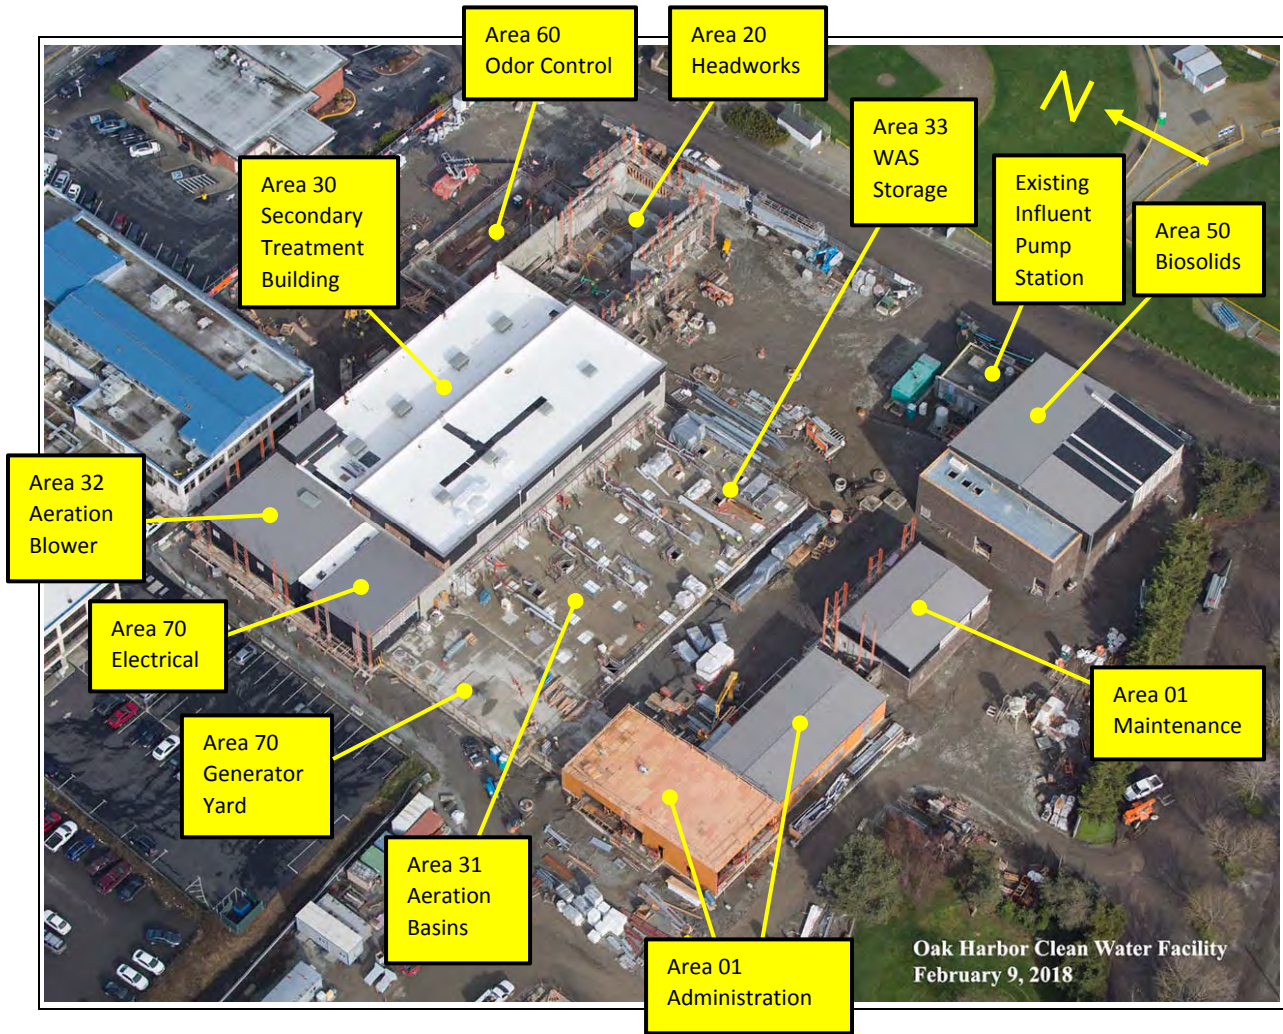 Area 60
Odor Control
Area 20
Headworks
N
Area 33
WAS
Storage
Existing
Influent
Pump
Station
Area 50
Biosolids
Area 30
Secondary
Treatment
Building
Area 32
Aeration
Blower
Area 70
Electrical
Area 70
Generator
Yard
Area 31
Aeration
Basins
Area 01
Maintenance
Area 01
Administration
Oak Harbor Clean Water Facility
February 9, 2018